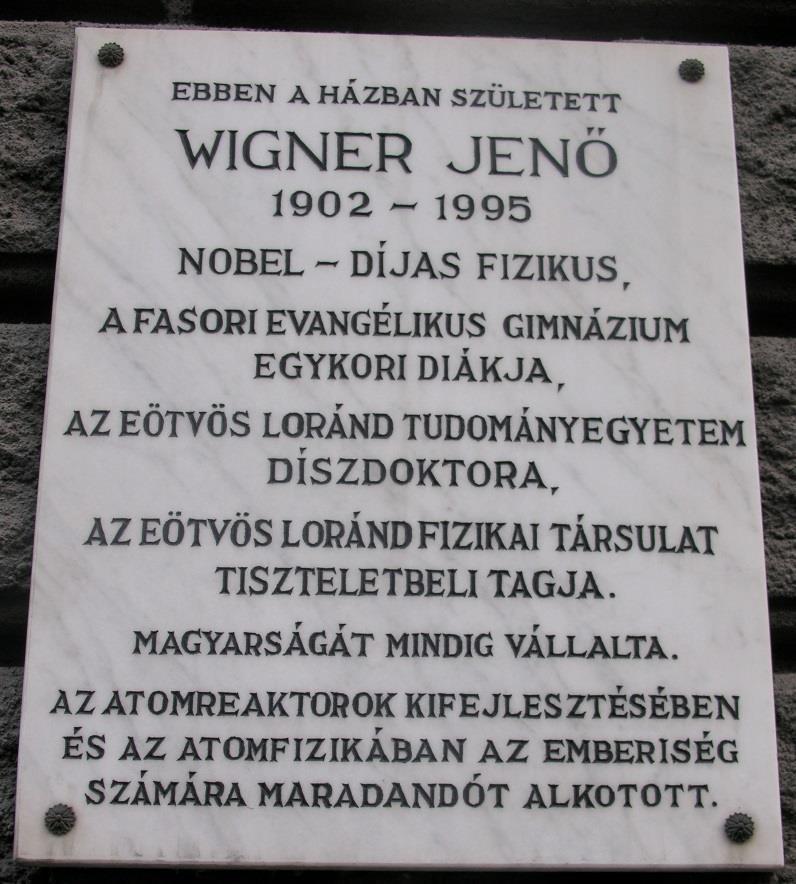 EBBEN A HÁZBAN SZÜLETETT
WIGNER JENŐ
1902 - 1995
NOBEL - DÍJAS FIZIKUS,
A FASORI EVANGÉLIKUS GIMNÁZIUM
EGYKORI DIÁKJA,
AZ EÖTVÖS LORÁND TUDOMÁNYEGYETEM
DÍSZDOKTORA,
AZ EÖTVÖS LORÁND FIZIKAI TÁRSULAT
TISZTELETBELI TAGJA.
MAGYARSÁGÁT MINDIG VÁLLALTA.
AZ ATOMREAKTOROK KIFEJLESZTÉSÉBEN
ÉS AZ ATOMFIZIKÁBAN AZ EMBERISÉG
SZÁMÁRA MARADANDÓT ALKOTOTT.